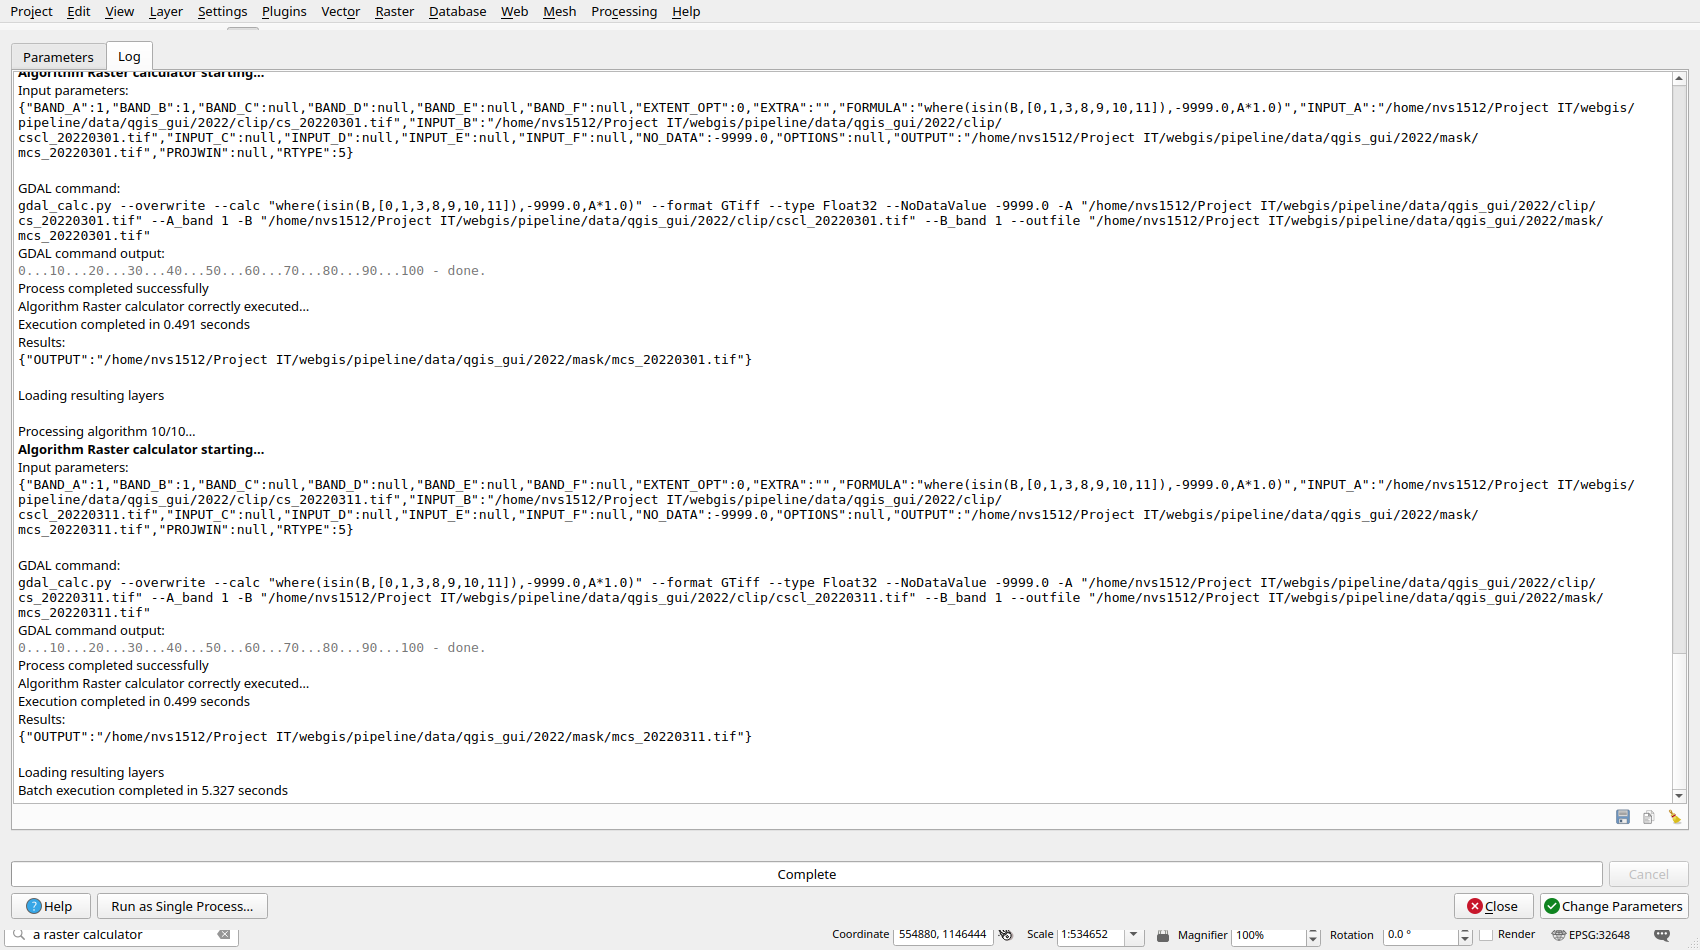 Project Edit View Layer Settings Plugins Vector Raster Database Web Mesh Processing Help
Parameters Log
Algorithm Raster calculator starting...
Input parameters:
{"BAND_A":1,"BAND_B":1,"BAND_C":null,"BAND_D":null,"BAND_E":null,"BAND_F":null,"EXTENT_OPT":0,"EXTRA":"","FORMULA":"where(isin(B,[0,1,3,8,9,10,11]),-9999.0,A*1.0)","INPUT_A":"/home/nvs1512/Project IT/webgis/
pipeline/data/qgis_gui/2022/clip/cs_20220301.tif","INPUT_B":"/home/nvs1512/Project IT/webgis/pipeline/data/qgis_gui/2022/clip/
cscl_20220301.tif","INPUT_C":null,"INPUT_D":null,"INPUT_E":null,"INPUT_F":null,"NO_DATA":-9999.0,"OPTIONS":null,"OUTPUT":"/home/nvs1512/Project IT/webgis/pipeline/data/qgis_gui/2022/mask/
mcs_20220301.tif","PROJWIN":null,"RTYPE":5}
GDAL command:
gdal_calc.py --overwrite --calc "where(isin(B,[0,1,3,8,9,10,11]),-9999.0,A*1.0)" --format GTiff --type Float32 --NoDataValue -9999.0 -A "/home/nvs1512/Project IT/webgis/pipeline/data/qgis_gui/2022/clip/
cs_20220301.tif" --A_band 1 -B "/home/nvs1512/Project IT/webgis/pipeline/data/qgis_gui/2022/clip/cscl_20220301.tif" --B_band 1 --outfile "/home/nvs1512/Project IT/webgis/pipeline/data/qgis_gui/2022/mask/
mcs_20220301.tif"
GDAL command output:
0...10...20...30...40...50...60...70...80...90...100 - done.
Process completed successfully
Algorithm Raster calculator correctly executed...
Execution completed in 0.491 seconds
Results:
{"OUTPUT":"/home/nvs1512/Project IT/webgis/pipeline/data/qgis_gui/2022/mask/mcs_20220301.tif"}
Loading resulting layers
Processing algorithm 10/10...
Algorithm Raster calculator starting...
Input parameters:
{"BAND_A":1,"BAND_B":1,"BAND_C":null,"BAND_D":null,"BAND_E":null,"BAND_F":null,"EXTENT_OPT":0,"EXTRA":"","FORMULA":"where(isin(B,[0,1,3,8,9,10,11]),-9999.0,A*1.0)","INPUT_A":"/home/nvs1512/Project IT/webgis/
pipeline/data/qgis_gui/2022/clip/cs_20220311.tif","INPUT_B":"/home/nvs1512/Project IT/webgis/pipeline/data/qgis_gui/2022/clip/
cscl_20220311.tif","INPUT_C":null,"INPUT_D":null,"INPUT_E":null,"INPUT_F":null,"NO_DATA":-9999.0,"OPTIONS":null,"OUTPUT":"/home/nvs1512/Project IT/webgis/pipeline/data/qgis_gui/2022/mask/
mcs_20220311.tif","PROJWIN":null,"RTYPE":5}
GDAL command:
gdal_calc.py --overwrite --calc "where(isin(B,[0,1,3,8,9,10,11]),-9999.0,A*1.0)" --format GTiff --type Float32 --NoDataValue -9999.0 -A "/home/nvs1512/Project IT/webgis/pipeline/data/qgis_gui/2022/clip/
cs_20220311.tif" --A_band 1 -B "/home/nvs1512/Project IT/webgis/pipeline/data/qgis_gui/2022/clip/cscl_20220311.tif" --B_band 1 --outfile "/home/nvs1512/Project IT/webgis/pipeline/data/qgis_gui/2022/mask/
mcs_20220311.tif"
GDAL command output:
0...10...20...30...40...50...60...70...80...90...100 - done.
Process completed successfully
Algorithm Raster calculator correctly executed...
Execution completed in 0.499 seconds
Results:
{"OUTPUT":"/home/nvs1512/Project IT/webgis/pipeline/data/qgis_gui/2022/mask/mcs_20220311.tif"}
Loading resulting layers
Batch execution completed in 5.327 seconds
Complete Cancel
Help Run as Single Process... Close Change Parameters
a raster calculator Coordinate 554880, 1146444 Scale 1:534652 Magnifier 100% Rotation 0.0 ° Render EPSG:32648